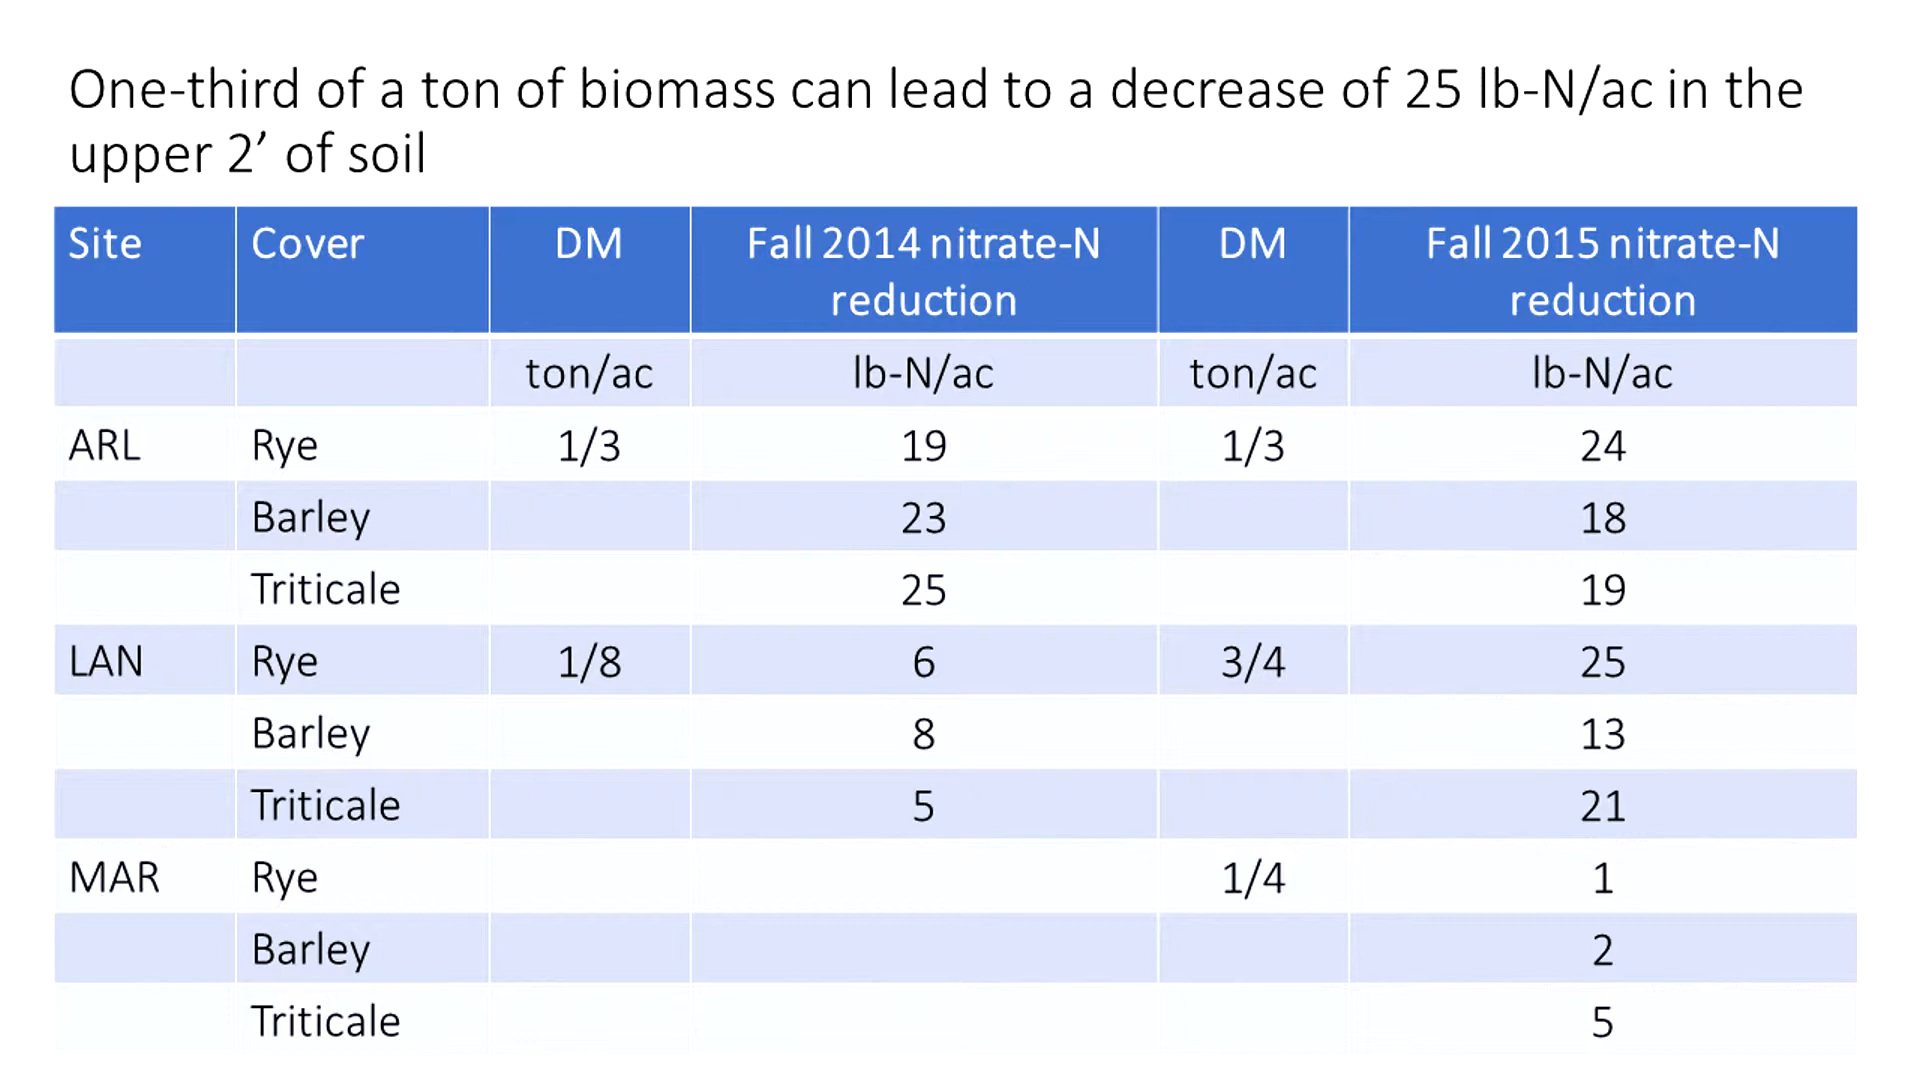 One-third of a ton of biomass can lead to a decrease of 25 lb-N/ac in the
upper 2’ of soil
Site Cover DM Fall 2014 nitrate-N reduction DM Fall 2015 nitrate-N reduction
ton/ac lb-N/ac ton/ac lb-N/ac
ARL Rye 1/3 19 1/3 24
Barley 23 18
Triticale 25 19
LAN Rye 1/8 6 3/4 25
Barley 8 13
Triticale 5 21
MAR Rye 1/4 1
Barley 2
Triticale 5